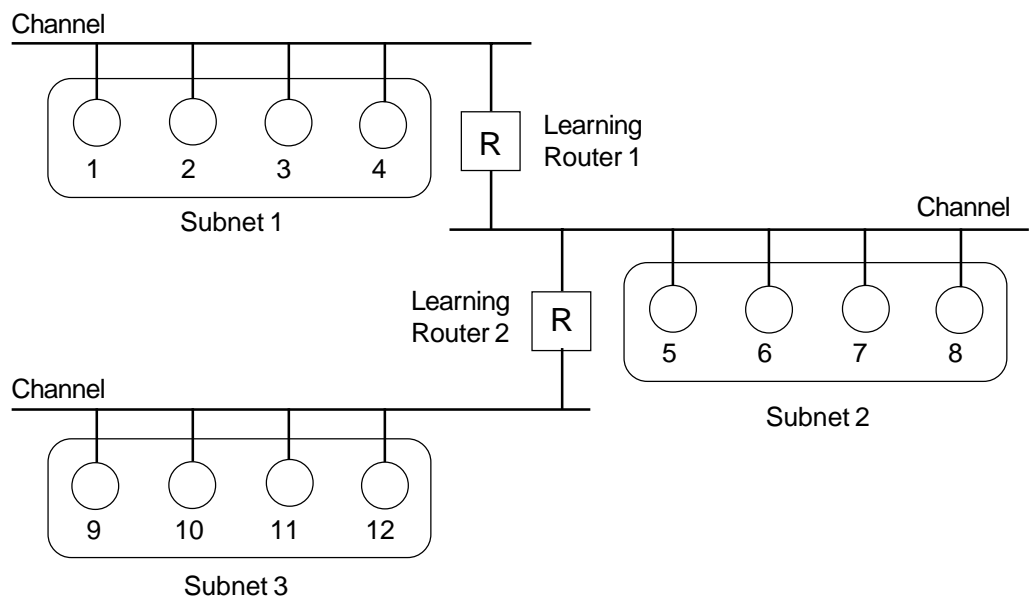 Channel
R
Learning
Router 1
1 2 3 4
Subnet 1
Channel
Learning
Router 2
R
5 6 7 8
Subnet 2
Channel
9 10 11 12
Subnet 3